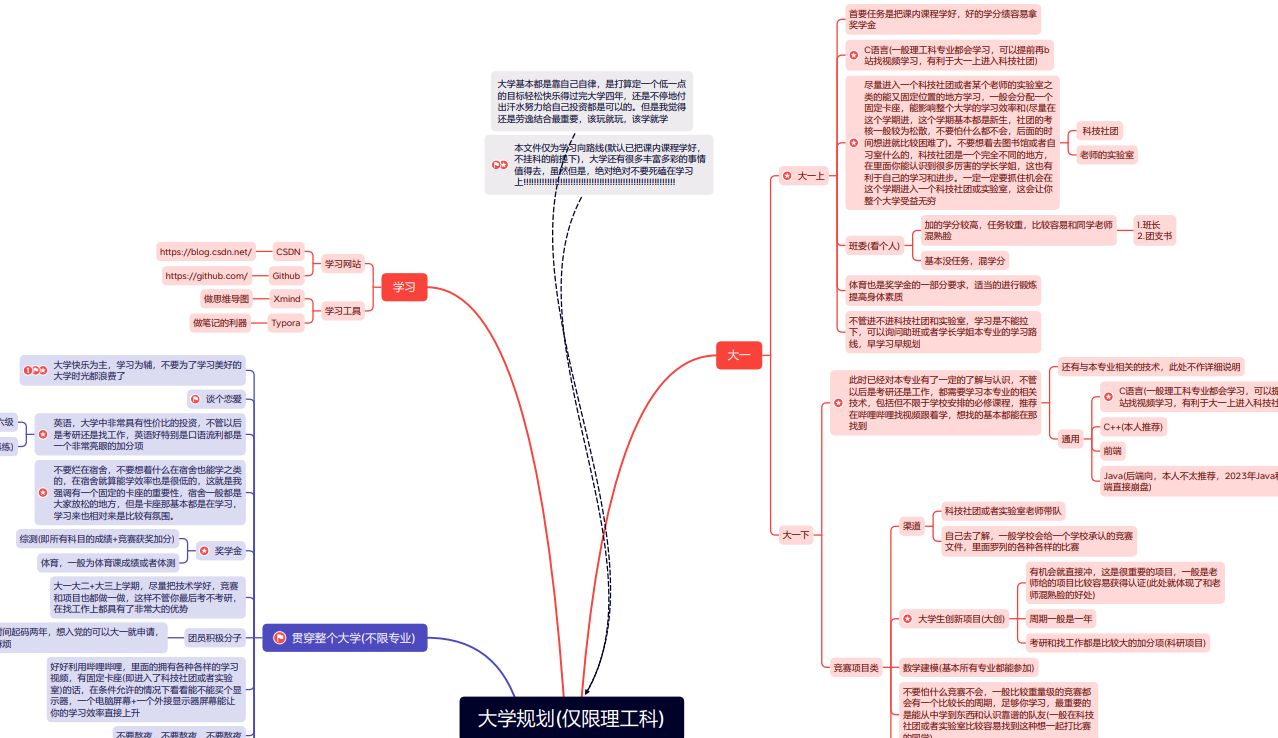 大学基本都是靠自己自律，是打算定一个低一点
的目标轻松快乐得过完大学四年，还是不停地付
出汗水努力给自己投资都是可以的。但是我觉得
还是劳逸结合最重要，该玩就玩，该学就学
本文件仅为学习向路线(默认已把课内课程学好，
不挂科的前提下)，大学还有很多丰富多彩的事情
值得去，虽然但是，绝对绝对不要死磕在学习
学习
学习网站
CSDN
https://blog.csdn.net/
Github
https://github.com/
学习工具
Xmind
做思维导图
Typora
做笔记的利器
大学规划(仅限理工科)
贯穿整个大学(不限专业)
大学快乐为主，学习为辅，不要为了学习美好的
大学时光都浪费了
谈个恋爱
英语，大学中非常具有性价比的投资，不管以后
是考研还是找工作，英语好特别是口语流利都是
一个非常亮眼的加分项
六级
练)
不要烂在宿舍，不要想着什么在宿舍也能学之类
的，在宿舍就算能学效率也是很低的，这就是我
强调有一个固定的卡座的重要性，宿舍一般都是
大家放松的地方，但是卡座那基本都是在学习，
学习来也相对来是比较有氛围。
奖学金
综测(即所有科目的成绩+竞赛获奖加分)
体育，一般为体育课成绩或者体测
大一大二+大三上学期，尽量把技术学好，竞赛
和项目也都做一做，这样不管你最后考不考研，
在找工作上都具有了非常大的优势
团员积极分子
时间起码两年，想入党的可以大一就申请，
麻烦
好好利用哔哩哔哩，里面的拥有各种各样的学习
视频，有固定卡座(即进入了科技社团或者实验
室)的话，在条件允许的情况下看看能不能买个显
示器，一个电脑屏幕+一个外接显示器屏幕能让
你的学习效率直接上升
不要熬夜，不要熬夜，不要熬夜
大一
大一上
首要任务是把课内课程学好，好的学分绩容易拿
奖学金
C语言(一般理工科专业都会学习，可以提前再b
站找视频学习，有利于大一上进入科技社团)
尽量进入一个科技社团或者某个老师的实验室之
类的能又固定位置的地方学习，一般会分配一个
固定卡座，能影响整个大学的学习效率和(尽量在
这个学期进，这个学期基本都是新生，社团的考
核一般较为松散，不要怕什么都不会，后面的时
间想进就比较困难了)。不要想着去图书馆或者自
习室什么的，科技社团是一个完全不同的地方，
在里面你能认识到很多厉害的学长学姐，这也有
利于自己的学习和进步。一定一定要抓住机会在
这个学期进入一个科技社团或实验室，这会让你
整个大学受益无穷
科技社团
老师的实验室
班委(看个人)
加的学分较高，任务较重，比较容易和同学老师
混熟脸
1.班长
2.团支书
基本没任务，混学分
体育也是奖学金的一部分要求，适当的进行锻炼
提高身体素质
不管进不进科技社团和实验室，学习是不能拉
下，可以询问助班或者学长学姐本专业的学习路
线，早学习早规划
大一下
此时已经对本专业有了一定的了解与认识，不管
以后是考研还是工作，都需要学习本专业的相关
技术，包括但不限于学校安排的必修课程，推荐
在哔哩哔哩找视频跟着学，想找的基本都能在那
找到
还有与本专业相关的技术，此处不作详细说明
通用
C语言(一般理工科专业都会学习，可以提
站找视频学习，有利于大一上进入科技社
C++(本人推荐)
前端
Java(后端向，本人不太推荐，2023年Java和
端直接崩盘)
竞赛项目类
渠道
科技社团或者实验室老师带队
自己去了解，一般学校会给一个学校承认的竞赛
文件，里面罗列的各种各样的比赛
大学生创新项目(大创)
有机会就直接冲，这是很重要的项目，一般是老
师给的项目比较容易获得认证(此处就体现了和老
师混熟脸的好处)
周期一般是一年
考研和找工作都是比较大的加分项(科研项目)
数学建模(基本所有专业都能参加)
不要怕什么竞赛不会，一般比较重量级的竞赛都
会有一个比较长的周期，足够你学习，最重要的
是能从中学到东西和认识靠谱的队友(一般在科技
社团或者实验室比较容易找到这种想一起打比赛
的同学)